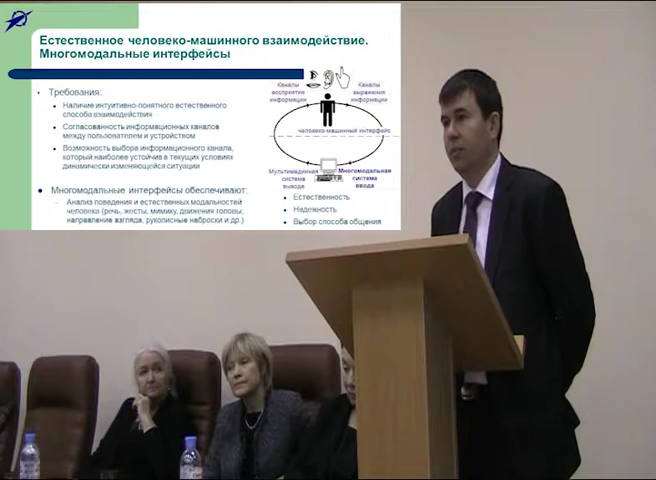 Естественное человеко-машинного взаимодействие.
Многомодальные интерфейсы
Требования:
Наличие интуитивно-понятного естественного
способа взаимодействия
Согласованность информационных каналов
между пользователем и устройством
Возможность выбора информационного канала,
который наиболее устойчив в текущих условиях
динамически изменяющейся ситуации
Многомодальные интерфейсы обеспечивают:
Анализ поведения и естественных модальностей
человека (речь, жесты, мимику, движения головы,
направление взгляда, рукописные наброски и др.)
Каналы
восприятия
информации
Каналы
выражения
информации
человеко-машинный интерфейс
Мультимедийная
система
вывода
Многомодальная
система
ввода
Естественность
Надежность
Выбор способа общения